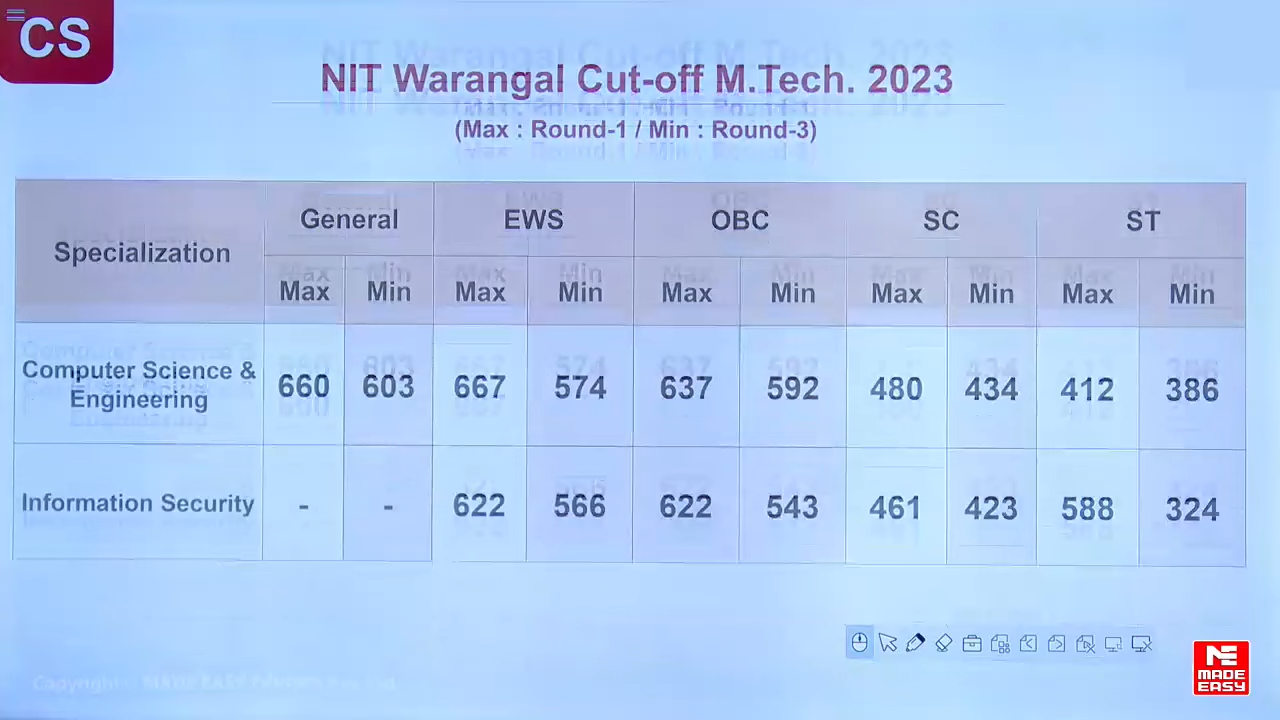 CS
NIT Warangal Cut-off M.Tech. 2023
(Max : Round-1 / Min : Round-3)
Specialization General EWS OBC SC ST
Max Min Max Min Max Min Max Min Max Min
Computer Science &
Engineering 660 603 667 574 637 592 480 434 412 386
Information Security - - 622 566 622 543 461 423 588 324
MADE
EASY